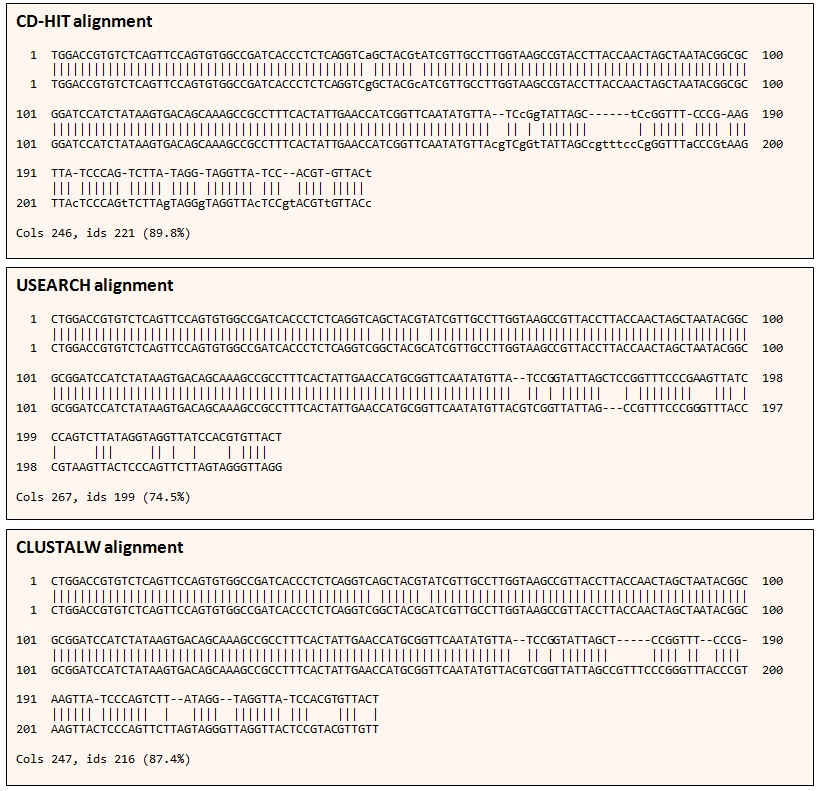 CD-HIT alignment
1 TGGACCGTGTCTCAGTTCCAGTGTGGCCGATCACCCTCTCAGGTCaGCTACGtATCGTTGCCTTGGTAAGCCGTACCTTACCAACTAGCTAATACGGCGC 100
||||||||||||||||||||||||||||||||||||||||||||| |||||| |||||||||||||||||||||||||||||||||||||||||||||||
1 TGGACCGTGTCTCAGTTCCAGTGTGGCCGATCACCCTCTCAGGTCgGCTACGcATCGTTGCCTTGGTAAGCCGTACCTTACCAACTAGCTAATACGGCGC 100
101 GGATCCATCTATAAGTGACAGCAAAGCCGCCTTTCACTATTGAACCATCGGTTCAATATGTTA--TCcGgTATTAGC------tCcGGTTT-CCCG-AAG 190
||||||||||||||||||||||||||||||||||||||||||||||||||||||||||||||| || | ||||||| | ||||| |||| |||
101 GGATCCATCTATAAGTGACAGCAAAGCCGCCTTTCACTATTGAACCATCGGTTCAATATGTTAcgTCgGtTATTAGCcgtttccCgGGTTTaCCCGtAAG 200
191 TTA-TCCCAG-TCTTA-TAGG-TAGGTTA-TCC--ACGT-GTTACt
||| |||||| ||||| |||| ||||||| ||| |||| |||||
201 TTAcTCCCAGtTCTTAgTAGGgTAGGTTAcTCCgtACGTtGTTACc
Cols 246, ids 221 (89.8%)
USEARCH alignment
1 CTGGACCGTGTCTCAGTTCCAGTGTGGCCGATCACCCTCTCAGGTCAGCTACGTATCGTTGCCTTGGTAAGCCGTTACCTTACCAACTAGCTAATACGGC 100
|||||||||||||||||||||||||||||||||||||||||||||| |||||| |||||||||||||||||||||||||||||||||||||||||||||||
1 CTGGACCGTGTCTCAGTTCCAGTGTGGCCGATCACCCTCTCAGGTCGGCTACGCATCGTTGCCTTGGTAAGCCGTTACCTTACCAACTAGCTAATACGGC 100
101 GCGGATCCATCTATAAGTGACAGCAAAGCCGCCTTTCACTATTGAACCATGCGGTTCAATATGTTA--TCCGGTATTAGCTCCGGTTTCCCGAAGTTATC 198
|||||||||||||||||||||||||||||||||||||||||||||||||||||||||||||||||| || | |||||| | |||||||| ||| |
101 GCGGATCCATCTATAAGTGACAGCAAAGCCGCCTTTCACTATTGAACCATGCGGTTCAATATGTTACGTCGGTTATTAG---CCGTTTCCCGGGTTTACC 197
199 CCAGTCTTATAGGTAGGTTATCCACGTGTTACT
| ||| || | | | ||||
198 CGTAAGTTACTCCCAGTTCTTAGTAGGGTTAGG
Cols 267, ids 199 (74.5%)
CLUSTALW alignment
1 CTGGACCGTGTCTCAGTTCCAGTGTGGCCGATCACCCTCTCAGGTCAGCTACGTATCGTTGCCTTGGTAAGCCGTTACCTTACCAACTAGCTAATACGGC 100
|||||||||||||||||||||||||||||||||||||||||||||| |||||| |||||||||||||||||||||||||||||||||||||||||||||||
1 CTGGACCGTGTCTCAGTTCCAGTGTGGCCGATCACCCTCTCAGGTCGGCTACGCATCGTTGCCTTGGTAAGCCGTTACCTTACCAACTAGCTAATACGGC 100
101 GCGGATCCATCTATAAGTGACAGCAAAGCCGCCTTTCACTATTGAACCATGCGGTTCAATATGTTA--TCCGGTATTAGCT-----CCGGTTT--CCCG- 190
|||||||||||||||||||||||||||||||||||||||||||||||||||||||||||||||||| || | ||||||| |||| || ||||
101 GCGGATCCATCTATAAGTGACAGCAAAGCCGCCTTTCACTATTGAACCATGCGGTTCAATATGTTACGTCGGTTATTAGCCGTTTCCCGGGTTTACCCGT 200
191 AAGTTA-TCCCAGTCTT--ATAGG--TAGGTTA-TCCACGTGTTACT
|||||| ||||||| | |||| ||||||| ||| ||| |
201 AAGTTACTCCCAGTTCTTAGTAGGGTTAGGTTACTCCGTACGTTGTT
Cols 247, ids 216 (87.4%)